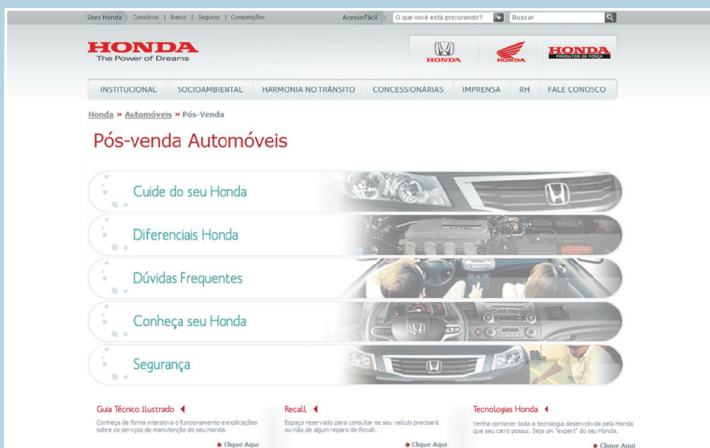 Sites Honda Consórcio | Banco | Seguros | Competições Acesso Fácil O que você está procurando? Buscar
HONDA
The Power of Dreams
HONDA HONDA HONDA
PRODUTOS DE FORÇA
INSTITUCIONAL SOCIOAMBIENTAL HARMONIA NO TRÂNSITO CONCESSIONÁRIAS IMPRENSA RH FALE CONOSCO
Honda » Automóveis » Pós-Venda
Pós-venda Automóveis
Cuide do seu Honda
Diferenciais Honda
Dúvidas Frequentes
Conheça seu Honda
Segurança
Guia Técnico Ilustrado
Conheça de forma interativa o funcionamento e explicações
sobre os serviços de manutenção do seu Honda.
Clique Aqui
Recall
Espaço reservado para consultar se seu veículo precisará
ou não de algum reparo de Recall.
Clique Aqui
Tecnologias Honda
Venha conhecer toda a tecnologia desenvolvida pela Honda
que seu carro possui. Seja um "expert" do seu Honda.
Clique Aqui